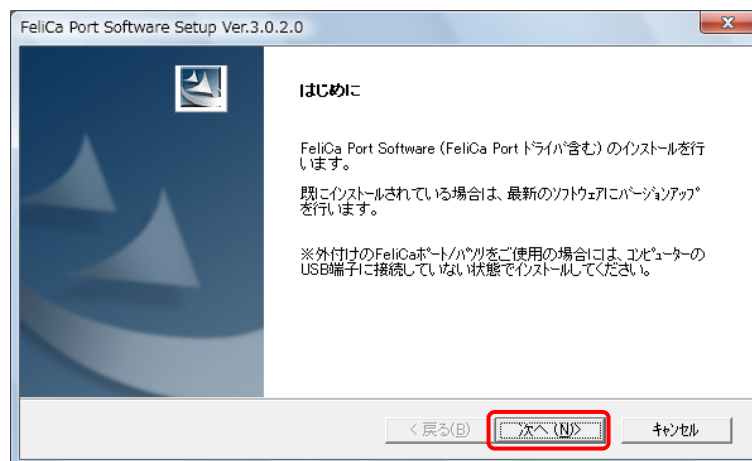 FeliCa Port Software Setup Ver.3.0.2.0
はじめに
FeliCa Port Software (FeliCa Port ﾄﾞﾗｲﾊﾞ含む) のｲﾝｽﾄｰﾙを行
います。
既にｲﾝｽﾄｰﾙされている場合は、最新のｿﾌﾄｳｪｱにﾊﾞｰｼﾞｮﾝｱｯﾌﾟ
を行います。
※外付けのFeliCaﾎﾟｰﾄ/ﾊﾟｿﾘをご使用の場合には、ｺﾝﾋﾟｭｰﾀｰの
USB端子に接続していない状態でｲﾝｽﾄｰﾙしてください。
< 戻る(B)
次へ (N)>
ｷｬﾝｾﾙ